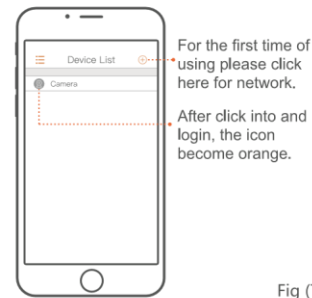 Device List
Camera
For the first time of
using please click
here for network.
After click into and
login, the icon
become orange.
Fig